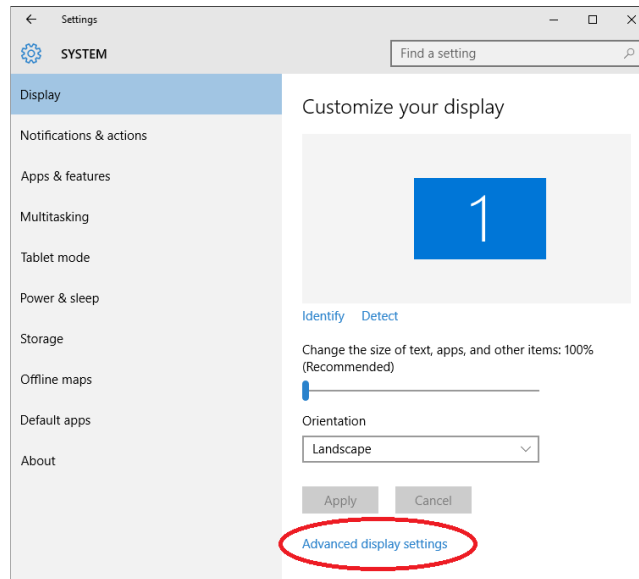 Settings
SYSTEM
Find a setting
Display
Notifications & actions
Apps & features
Multitasking
Tablet mode
Power & sleep
Storage
Offline maps
Default apps
About
Customize your display
1
Identify Detect
Change the size of text, apps, and other items: 100%
(Recommended)
Orientation
Landscape
Apply Cancel
Advanced display settings